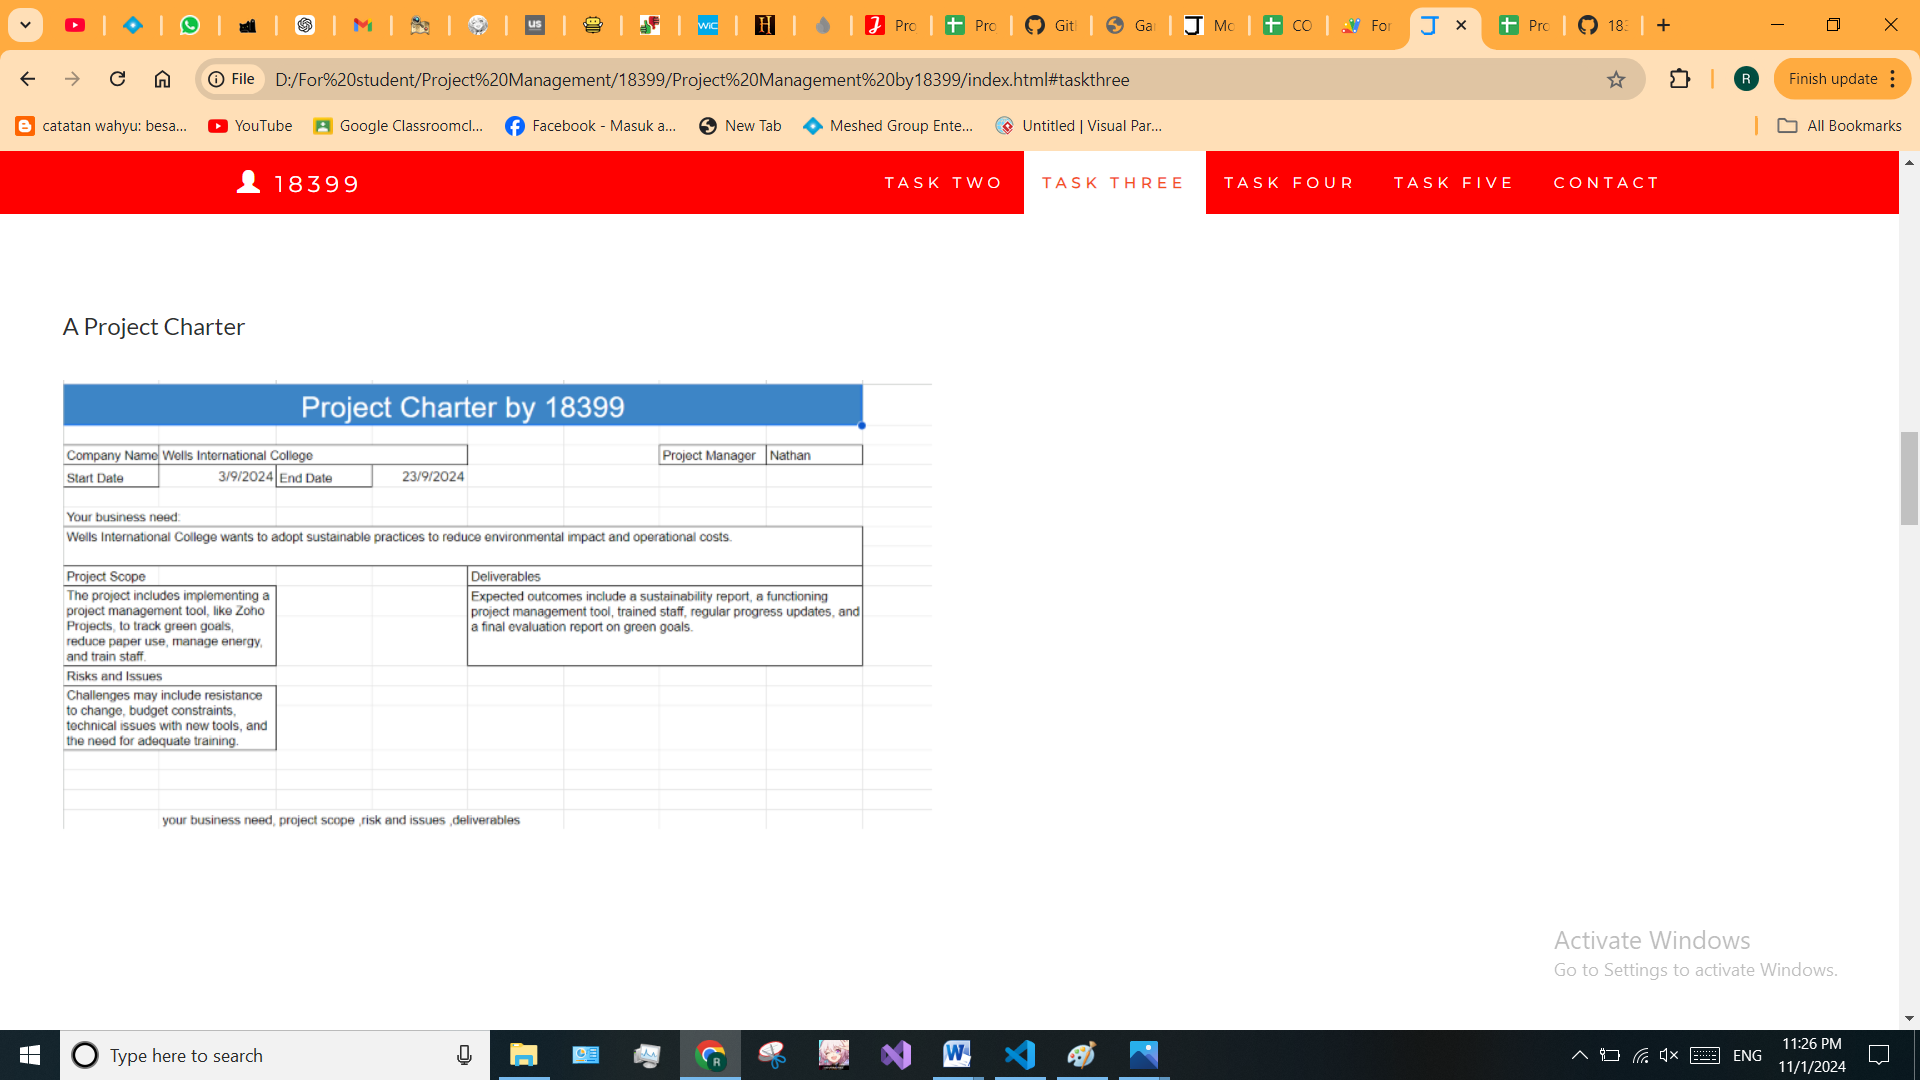 us
WIC
H
Pro
Pro
Git
Gar
Mo
CO
For
Pro
183
File
D:/For%20student/Project%20Management/18399/Project%20Management%20by18399/index.html#taskthree
R
Finish update
catatan wahyu: besa...
YouTube
Google Classroomcl...
Facebook - Masuk a...
New Tab
Meshed Group Ente...
Untitled | Visual Par...
All Bookmarks
18399
TASK TWO
TASK THREE
TASK FOUR
TASK FIVE
CONTACT
A Project Charter
Project Charter by 18399
Company Name Wells International College
Project Manager Nathan
Start Date 3/9/2024 End Date 23/9/2024
Your business need:
Wells International College wants to adopt sustainable practices to reduce environmental impact and operational costs.
Project Scope
The project includes implementing a
project management tool, like Zoho
Projects, to track green goals,
reduce paper use, manage energy,
and train staff.
Deliverables
Expected outcomes include a sustainability report, a functioning
project management tool, trained staff, regular progress updates, and
a final evaluation report on green goals.
Risks and Issues
Challenges may include resistance
to change, budget constraints,
technical issues with new tools, and
the need for adequate training.
your business need, project scope ,risk and issues ,deliverables
Activate Windows
Go to Settings to activate Windows.
Type here to search
ENG
11:26 PM
11/1/2024